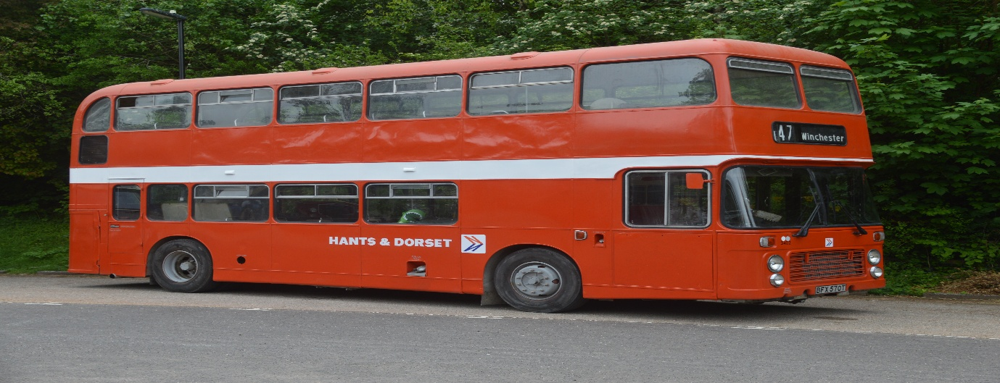 47 Winchester
HANTS & DORSET
BFX 570T